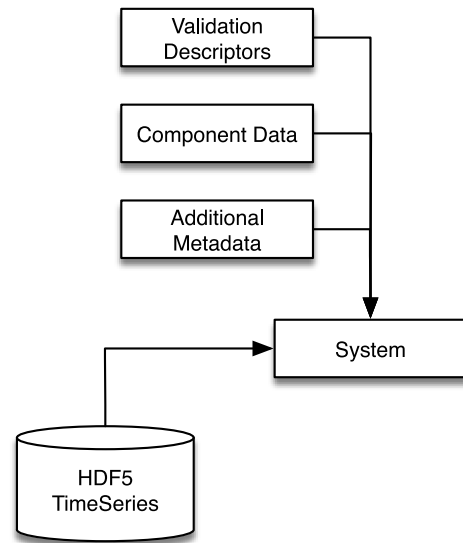 Validation
Descriptors
Component Data
Additional
Metadata
System
HDF5
TimeSeries